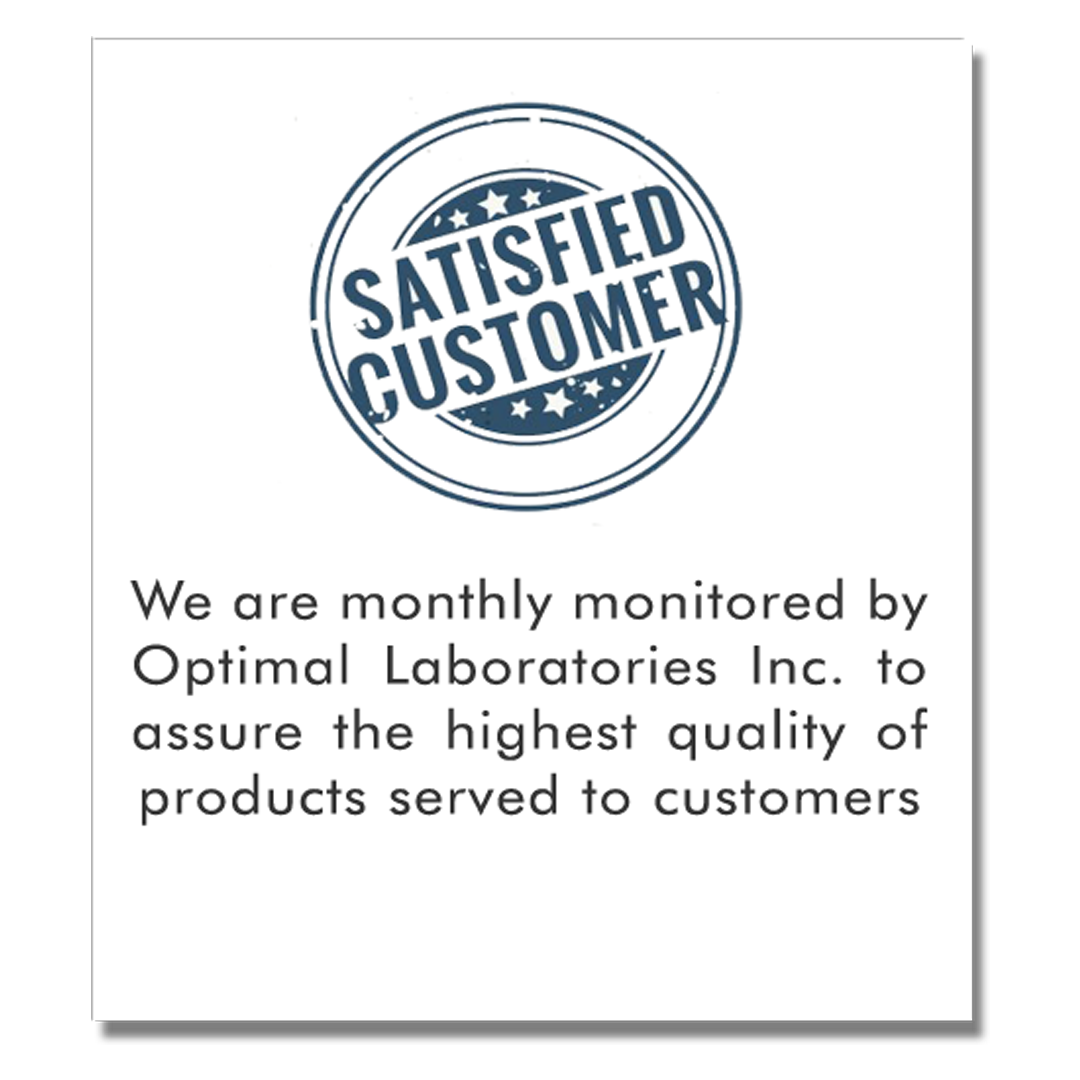 SATISFIED
CUSTOMER
We are monthly monitored by
Optimal Laboratories Inc. to
assure the highest quality of
products served to customers